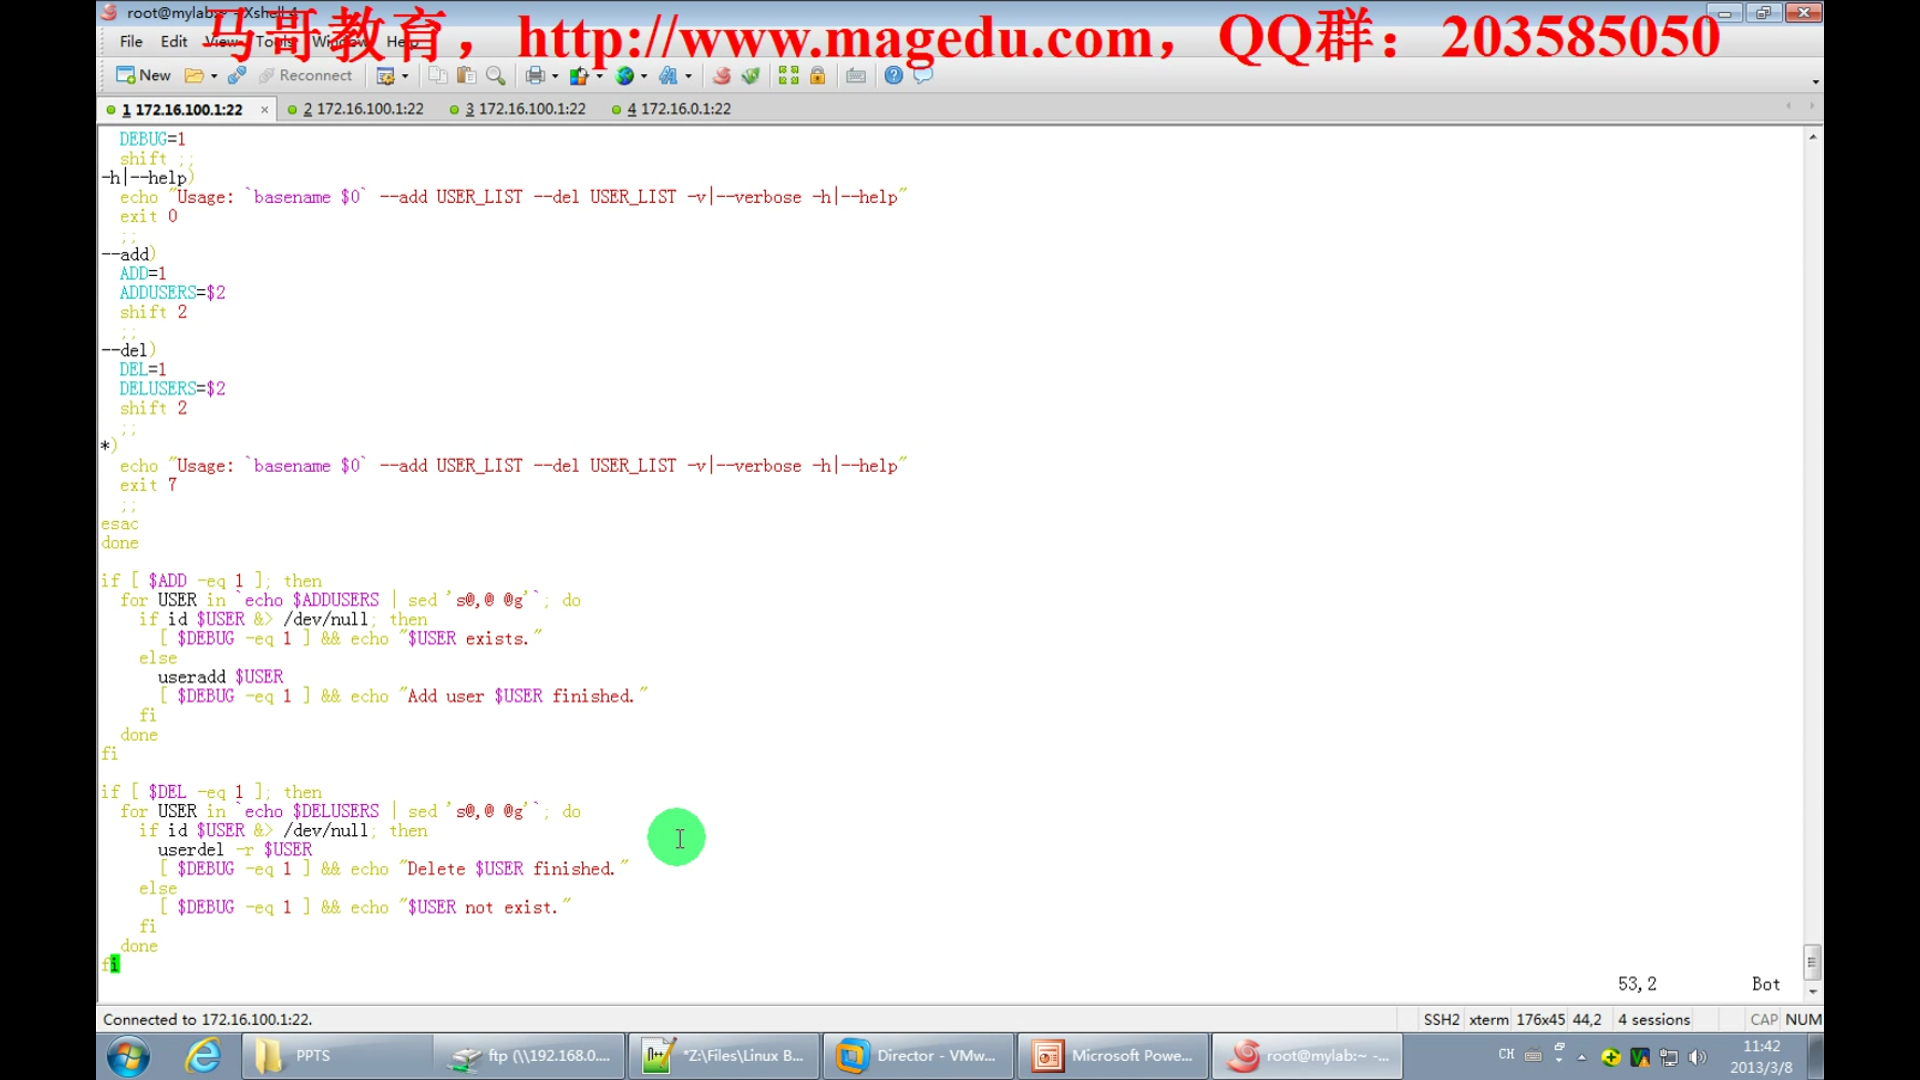 root@mylab:~ - Xshell 4
马哥教育，http://www.magedu.com，QQ群：203585050
File Edit View Tools Window Help
New Reconnect
1 172.16.100.1:22 2 172.16.100.1:22 3 172.16.100.1:22 4 172.16.0.1:22
DEBUG=1
shift ;;
-h|--help)
echo "Usage: `basename $0` --add USER_LIST --del USER_LIST -v|--verbose -h|--help"
exit 0
;;
--add)
ADD=1
ADDUSERS=$2
shift 2
;;
--del)
DEL=1
DELUSERS=$2
shift 2
;;
*)
echo "Usage: `basename $0` --add USER_LIST --del USER_LIST -v|--verbose -h|--help"
exit 7
;;
esac
done
if [ $ADD -eq 1 ]; then
for USER in `echo $ADDUSERS | sed 's@,@ @g'`; do
if id $USER &> /dev/null; then
[ $DEBUG -eq 1 ] && echo "$USER exists."
else
useradd $USER
[ $DEBUG -eq 1 ] && echo "Add user $USER finished."
fi
done
fi
if [ $DEL -eq 1 ]; then
for USER in `echo $DELUSERS | sed 's@,@ @g'`; do
if id $USER &> /dev/null; then
userdel -r $USER
[ $DEBUG -eq 1 ] && echo "Delete $USER finished."
else
[ $DEBUG -eq 1 ] && echo "$USER not exist."
fi
done
fi
53,2 Bot
Connected to 172.16.100.1:22. SSH2 xterm 176x45 44,2 4 sessions CAP NUM
PPTS ftp (\\192.168.0.... *Z:\Files\Linux B... Director - VMw... Microsoft Powe... root@mylab:~ -... CH 11:42
2013/3/8